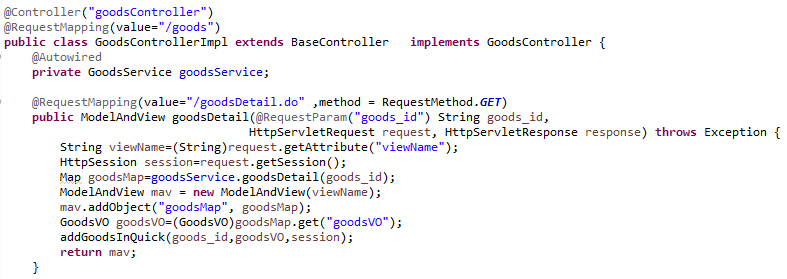 @Controller("goodsController")
@RequestMapping(value="/goods")
public class GoodsControllerImpl extends BaseController   implements GoodsController {
    @Autowired
    private GoodsService goodsService;

    @RequestMapping(value="/goodsDetail.do" ,method = RequestMethod.GET)
    public ModelAndView goodsDetail(@RequestParam("goods_id") String goods_id,
                                    HttpServletRequest request, HttpServletResponse response) throws Exception {
        String viewName=(String)request.getAttribute("viewName");
        HttpSession session=request.getSession();
        Map goodsMap=goodsService.goodsDetail(goods_id);
        ModelAndView mav = new ModelAndView(viewName);
        mav.addObject("goodsMap", goodsMap);
        GoodsVO goodsVO=(GoodsVO)goodsMap.get("goodsVO");
        addGoodsInQuick(goods_id,goodsVO,session);
        return mav;
    }